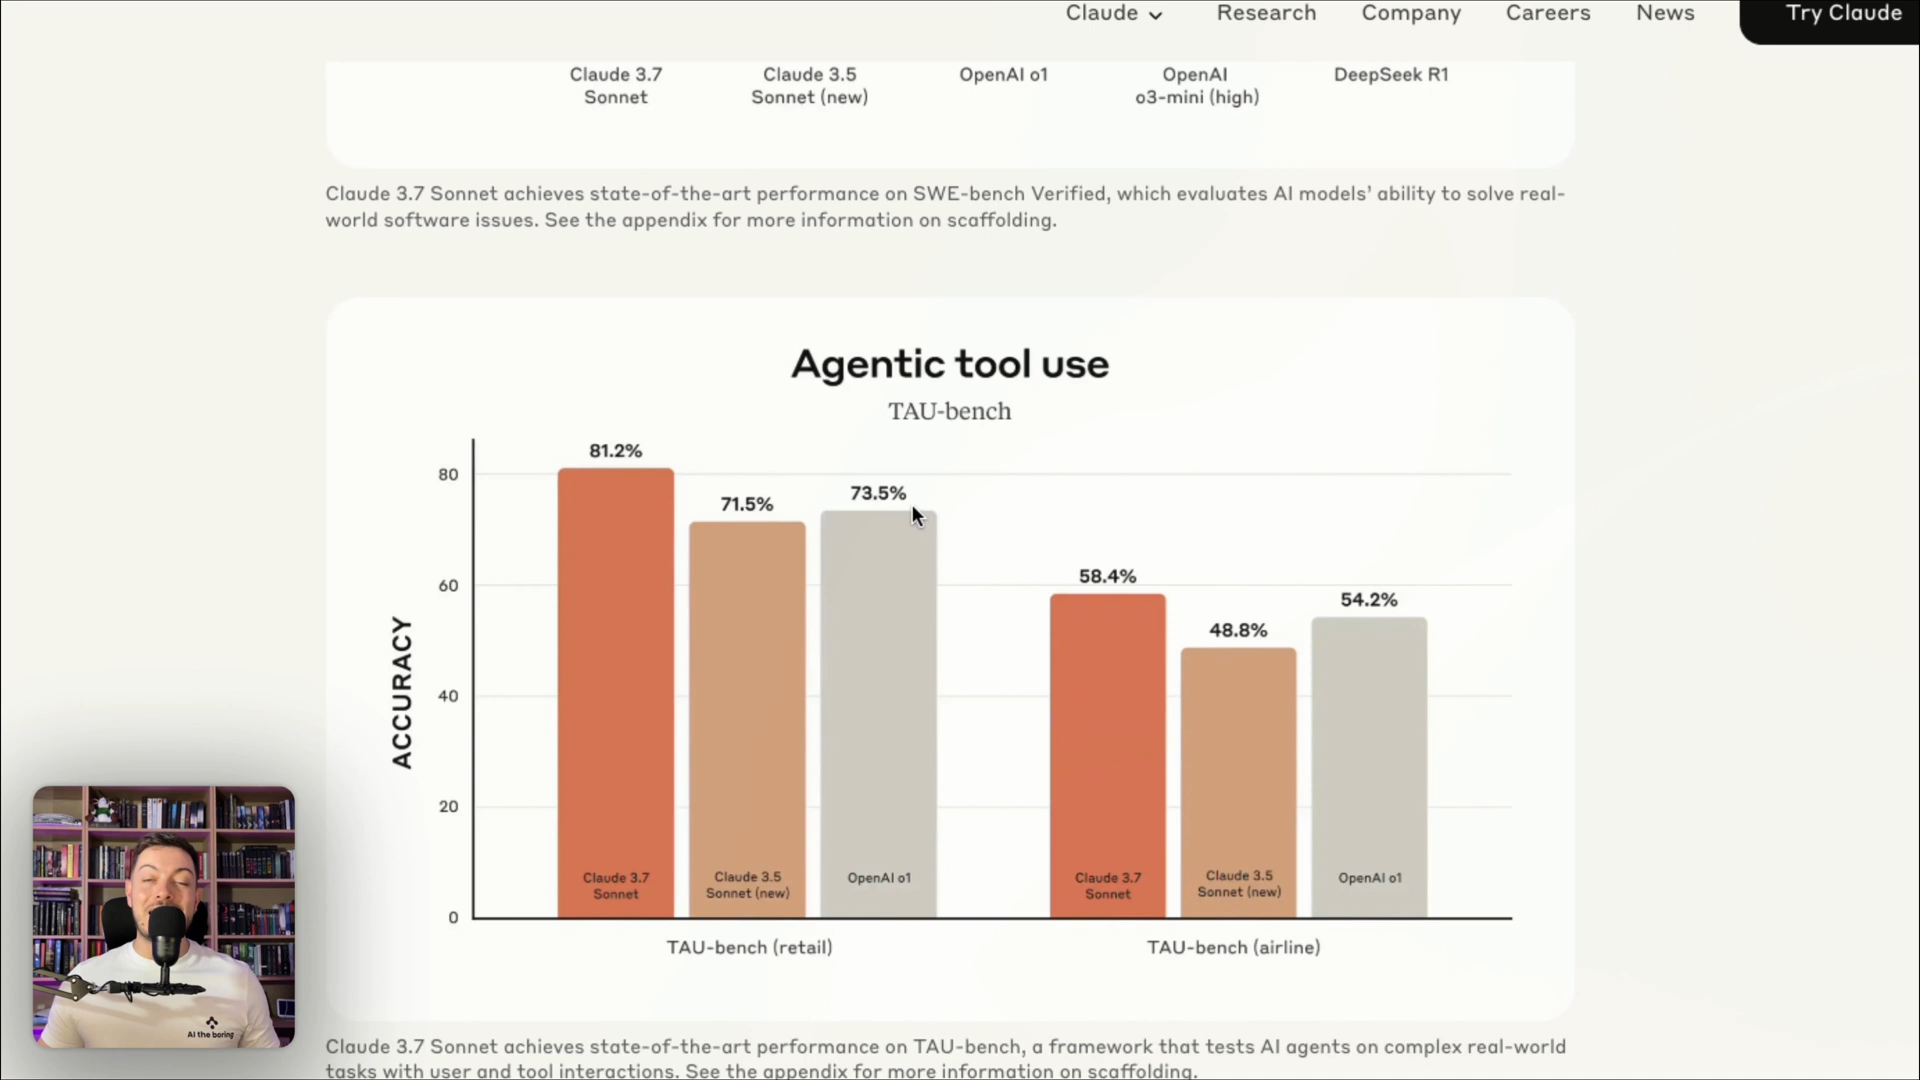 Claude
Research
Company
Careers
News
Try Claude
Claude 3.7
Sonnet
Claude 3.5
Sonnet (new)
OpenAI o1
OpenAI
o3-mini (high)
DeepSeek R1
Claude 3.7 Sonnet achieves state-of-the-art performance on SWE-bench Verified, which evaluates AI models’ ability to solve real-
world software issues. See the appendix for more information on scaffolding.
Agentic tool use
TAU-bench
ACCURACY
80
60
40
20
0
81.2%
71.5%
73.5%
58.4%
48.8%
54.2%
Claude 3.7
Sonnet
Claude 3.5
Sonnet (new)
OpenAI o1
Claude 3.7
Sonnet
Claude 3.5
Sonnet (new)
OpenAI o1
TAU-bench (retail)
TAU-bench (airline)
AI the boring
Claude 3.7 Sonnet achieves state-of-the-art performance on TAU-bench, a framework that tests AI agents on complex real-world
tasks with user and tool interactions. See the appendix for more information on scaffolding.